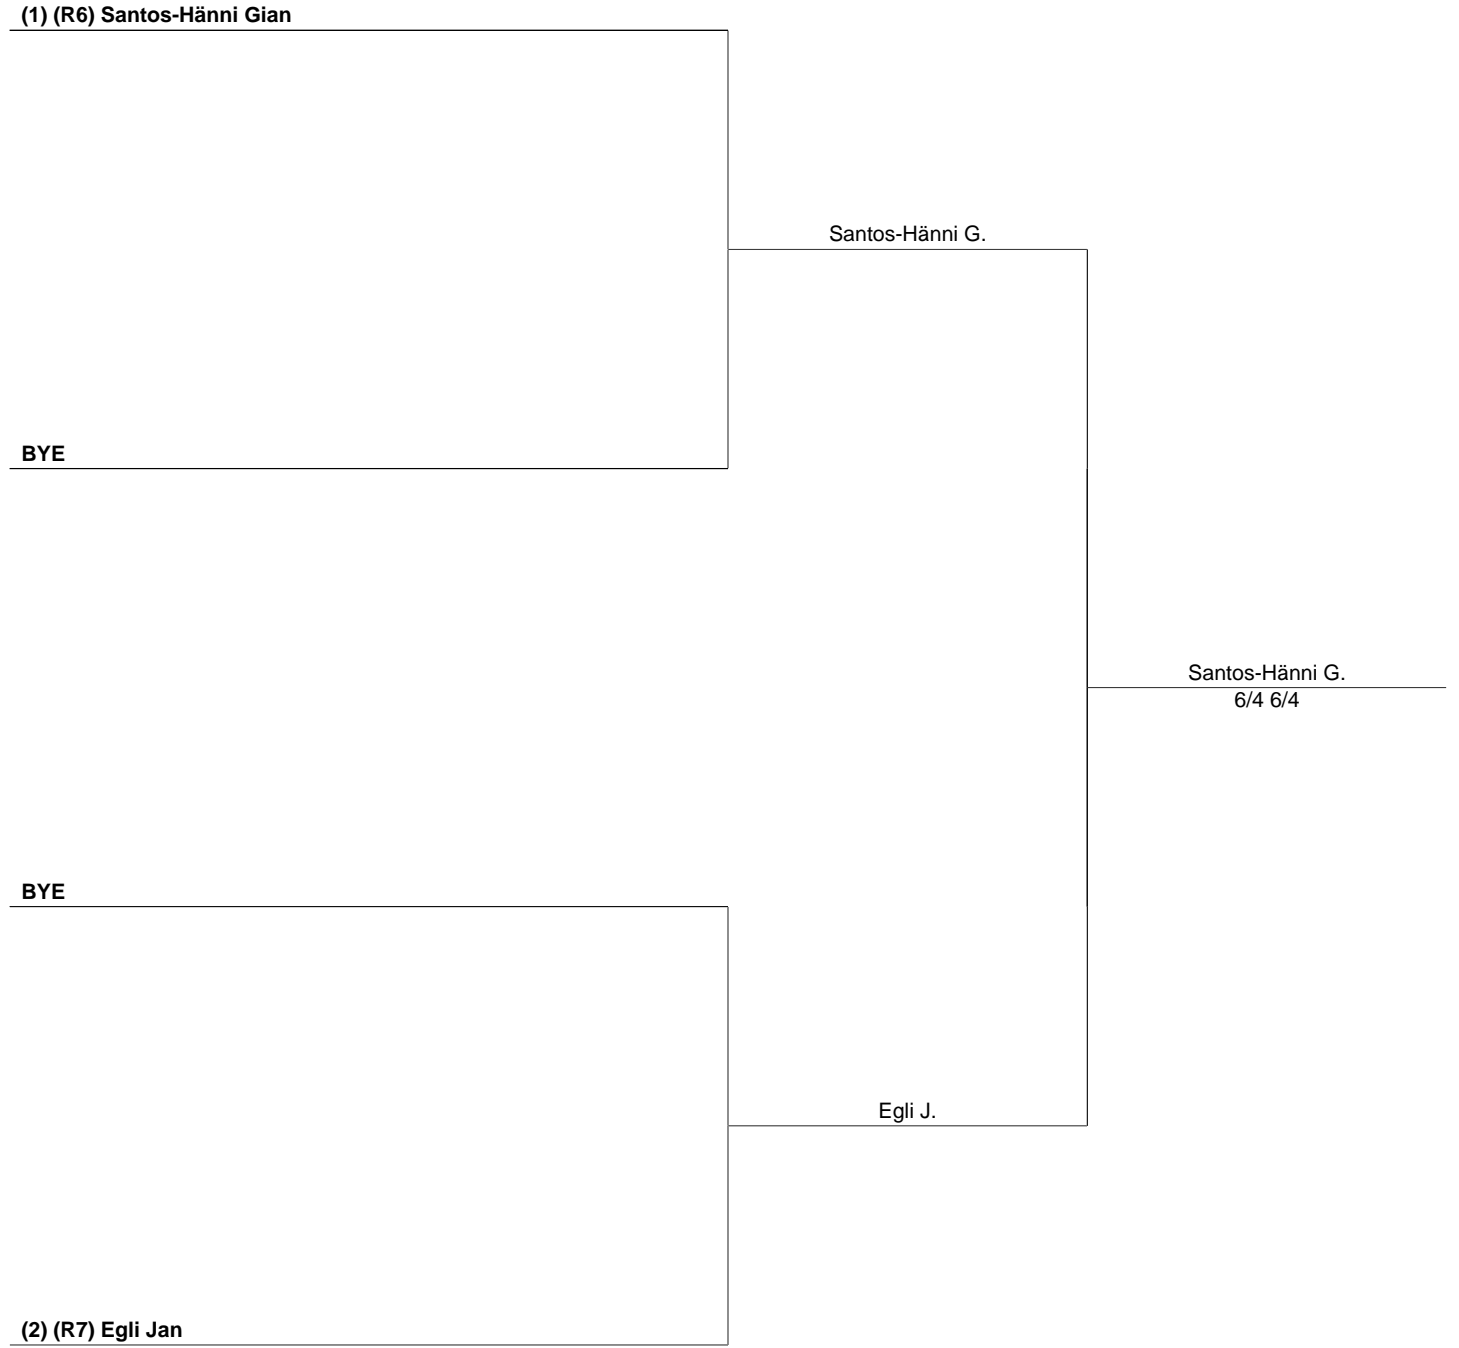 (1) (R6) Santos-Hänni Gian
Santos-Hänni G.
BYE
Santos-Hänni G.
6/4 6/4
BYE
Egli J.
(2) (R7) Egli Jan